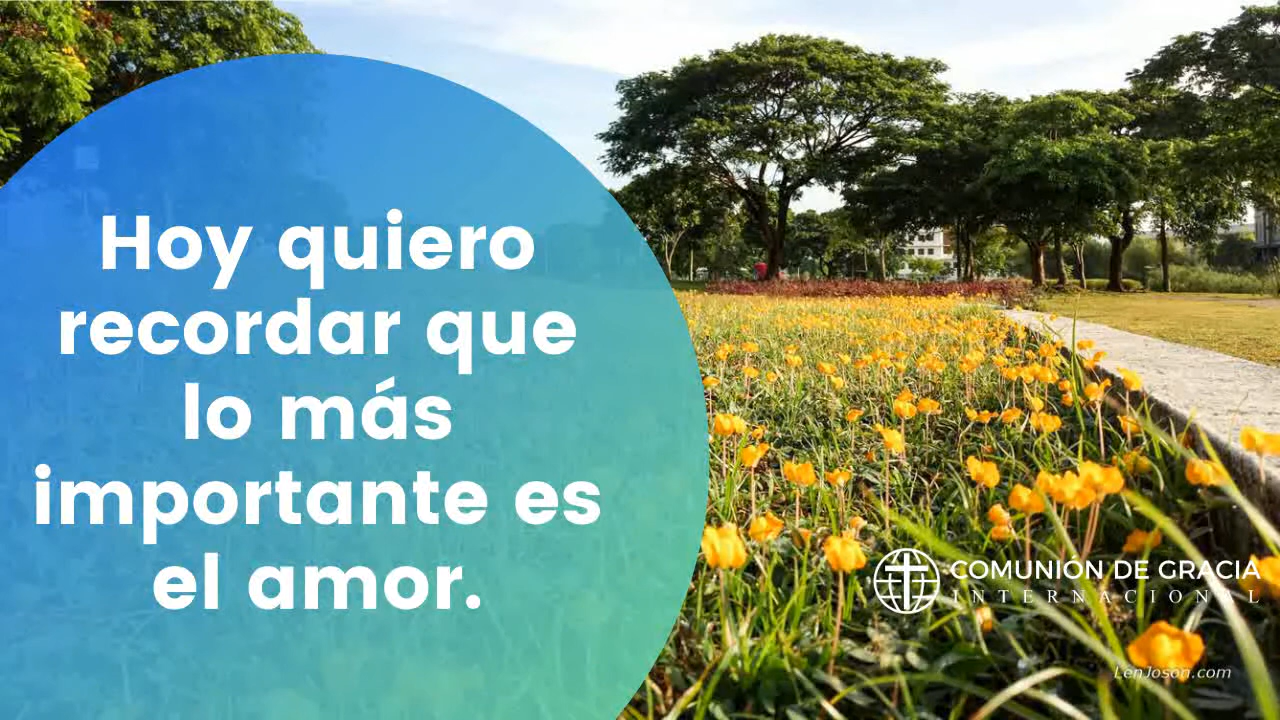 Hoy quiero
recordar que
lo más
importante es
el amor.
COMUNIÓN DE GRACIA
INTERNACIONAL
LenJoson.com